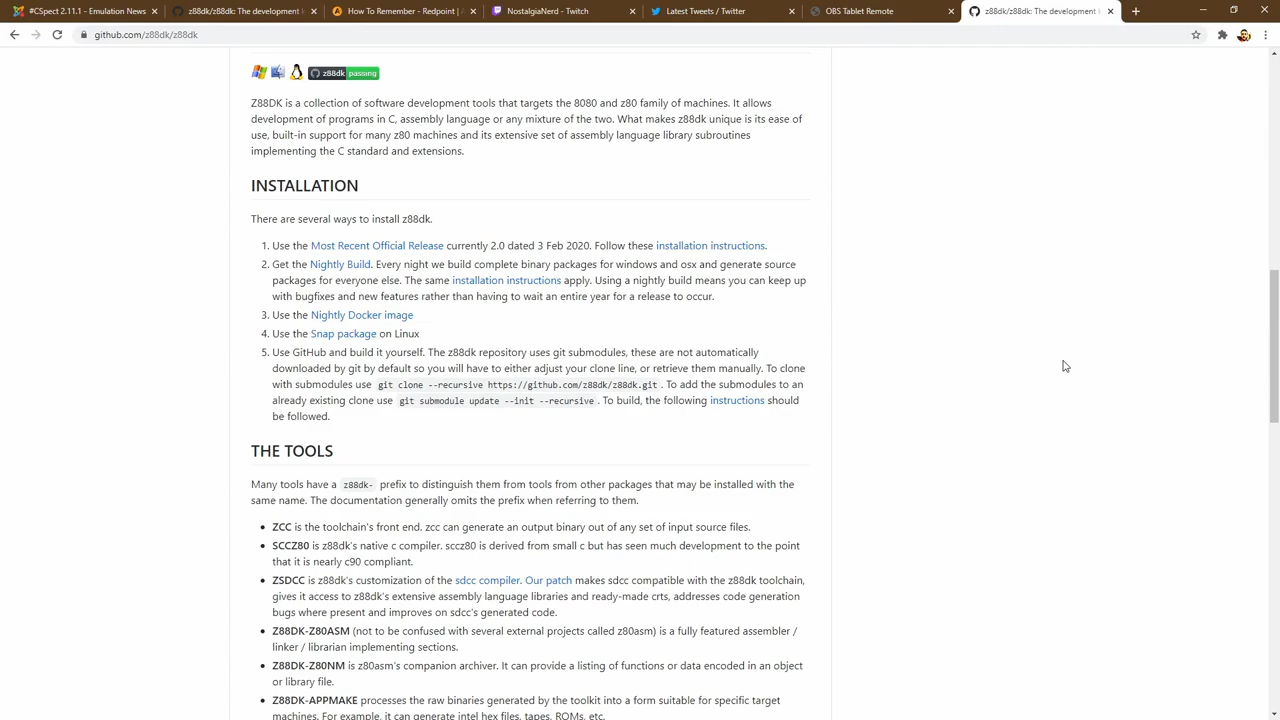 #CSpect 2.11.1 - Emulation News
z88dk/z88dk: The development k
How To Remember - Redpoint | A
NostalgiaNerd - Twitch
Latest Tweets / Twitter
OBS Tablet Remote
z88dk/z88dk: The development k
github.com/z88dk/z88dk
z88dk passing
Z88DK is a collection of software development tools that targets the 8080 and z80 family of machines. It allows
development of programs in C, assembly language or any mixture of the two. What makes z88dk unique is its ease of
use, built-in support for many z80 machines and its extensive set of assembly language library subroutines
implementing the C standard and extensions.
INSTALLATION
There are several ways to install z88dk.
1. Use the Most Recent Official Release currently 2.0 dated 3 Feb 2020. Follow these installation instructions.
2. Get the Nightly Build. Every night we build complete binary packages for windows and osx and generate source
packages for everyone else. The same installation instructions apply. Using a nightly build means you can keep up
with bugfixes and new features rather than having to wait an entire year for a release to occur.
3. Use the Nightly Docker image
4. Use the Snap package on Linux
5. Use GitHub and build it yourself. The z88dk repository uses git submodules, these are not automatically
downloaded by git by default so you will have to either adjust your clone line, or retrieve them manually. To clone
with submodules use git clone --recursive https://github.com/z88dk/z88dk.git . To add the submodules to an
already existing clone use git submodule update --init --recursive . To build, the following instructions should
be followed.
THE TOOLS
Many tools have a z88dk- prefix to distinguish them from tools from other packages that may be installed with the
same name. The documentation generally omits the prefix when referring to them.
• ZCC is the toolchain's front end. zcc can generate an output binary out of any set of input source files.
• SCCZ80 is z88dk's native c compiler. sccz80 is derived from small c but has seen much development to the point
that it is nearly c90 compliant.
• ZSDCC is z88dk's customization of the sdcc compiler. Our patch makes sdcc compatible with the z88dk toolchain,
gives it access to z88dk's extensive assembly language libraries and ready-made crts, addresses code generation
bugs where present and improves on sdcc's generated code.
• Z88DK-Z80ASM (not to be confused with several external projects called z80asm) is a fully featured assembler /
linker / librarian implementing sections.
• Z88DK-Z80NM is z80asm's companion archiver. It can provide a listing of functions or data encoded in an object
or library file.
• Z88DK-APPMAKE processes the raw binaries generated by the toolkit into a form suitable for specific target
machines. For example, it can generate intel hex files, tapes, ROMs, etc.